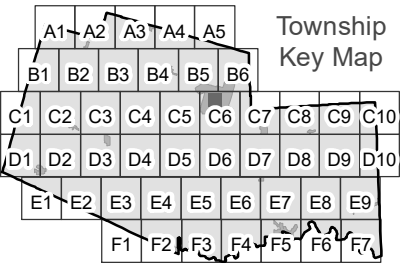 Township
Key Map
A1 A2 A3 A4 A5
B1 B2 B3 B4 B5 B6
C1 C2 C3 C4 C5 C6 C7 C8 C9 C10
D1 D2 D3 D4 D5 D6 D7 D8 D9 D10
E1 E2 E3 E4 E5 E6 E7 E8 E9
F1 F2 F3 F4 F5 F6 F7